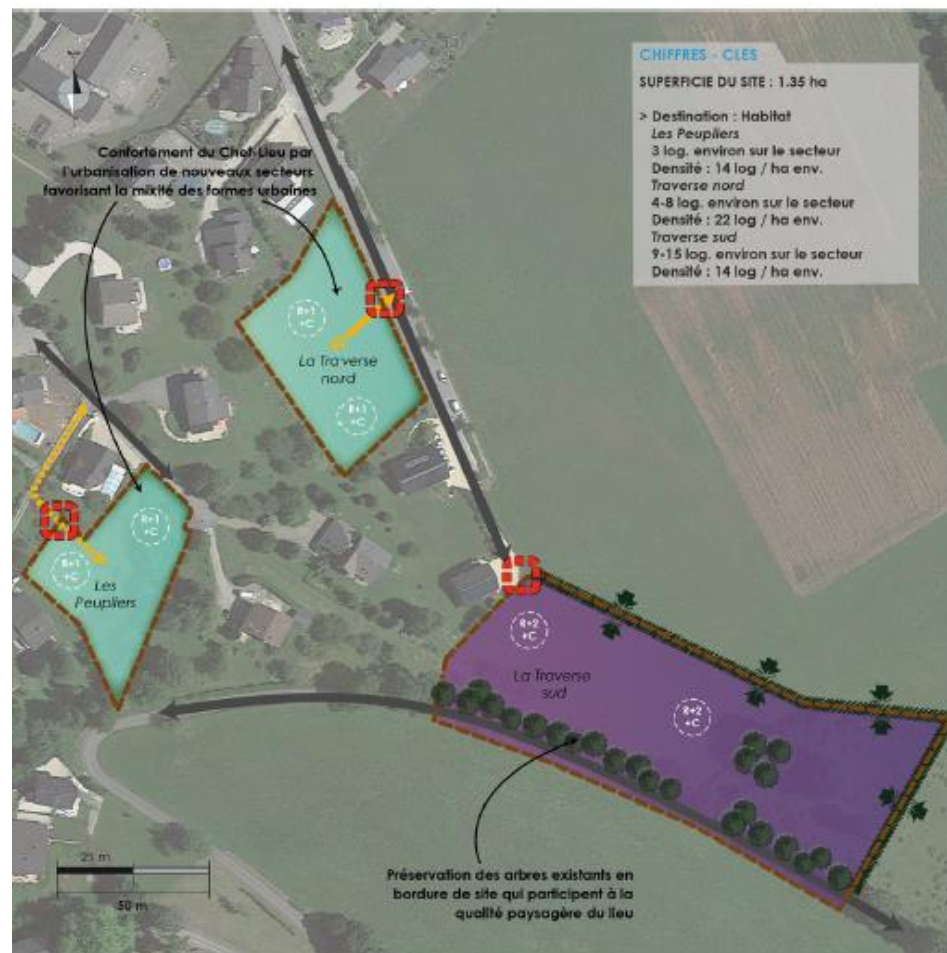 CHIFFRES - CLES
SUPERFICIE DU SITE : 1.35 ha
> Destination : Habitat
Les Peupliers
3 log. environ sur le secteur
Densité : 14 log / ha env.
Traverse nord
4-8 log. environ sur le secteur
Densité : 22 log / ha env.
Traverse sud
9-15 log. environ sur le secteur
Densité : 14 log / ha env.
Confortement du Chef-Lieu par
l'urbanisation de nouveaux secteurs
favorisant la mixité des formes urbaines
R+1
+C
La Traverse
nord
R+1
+C
R+1
+C
R+1
+C
Les
Peupliers
R+2
+C
La Traverse
sud
R+2
+C
25 m
50 m
Préservation des arbres existants en
bordure de site qui participent à la
qualité paysagère du lieu